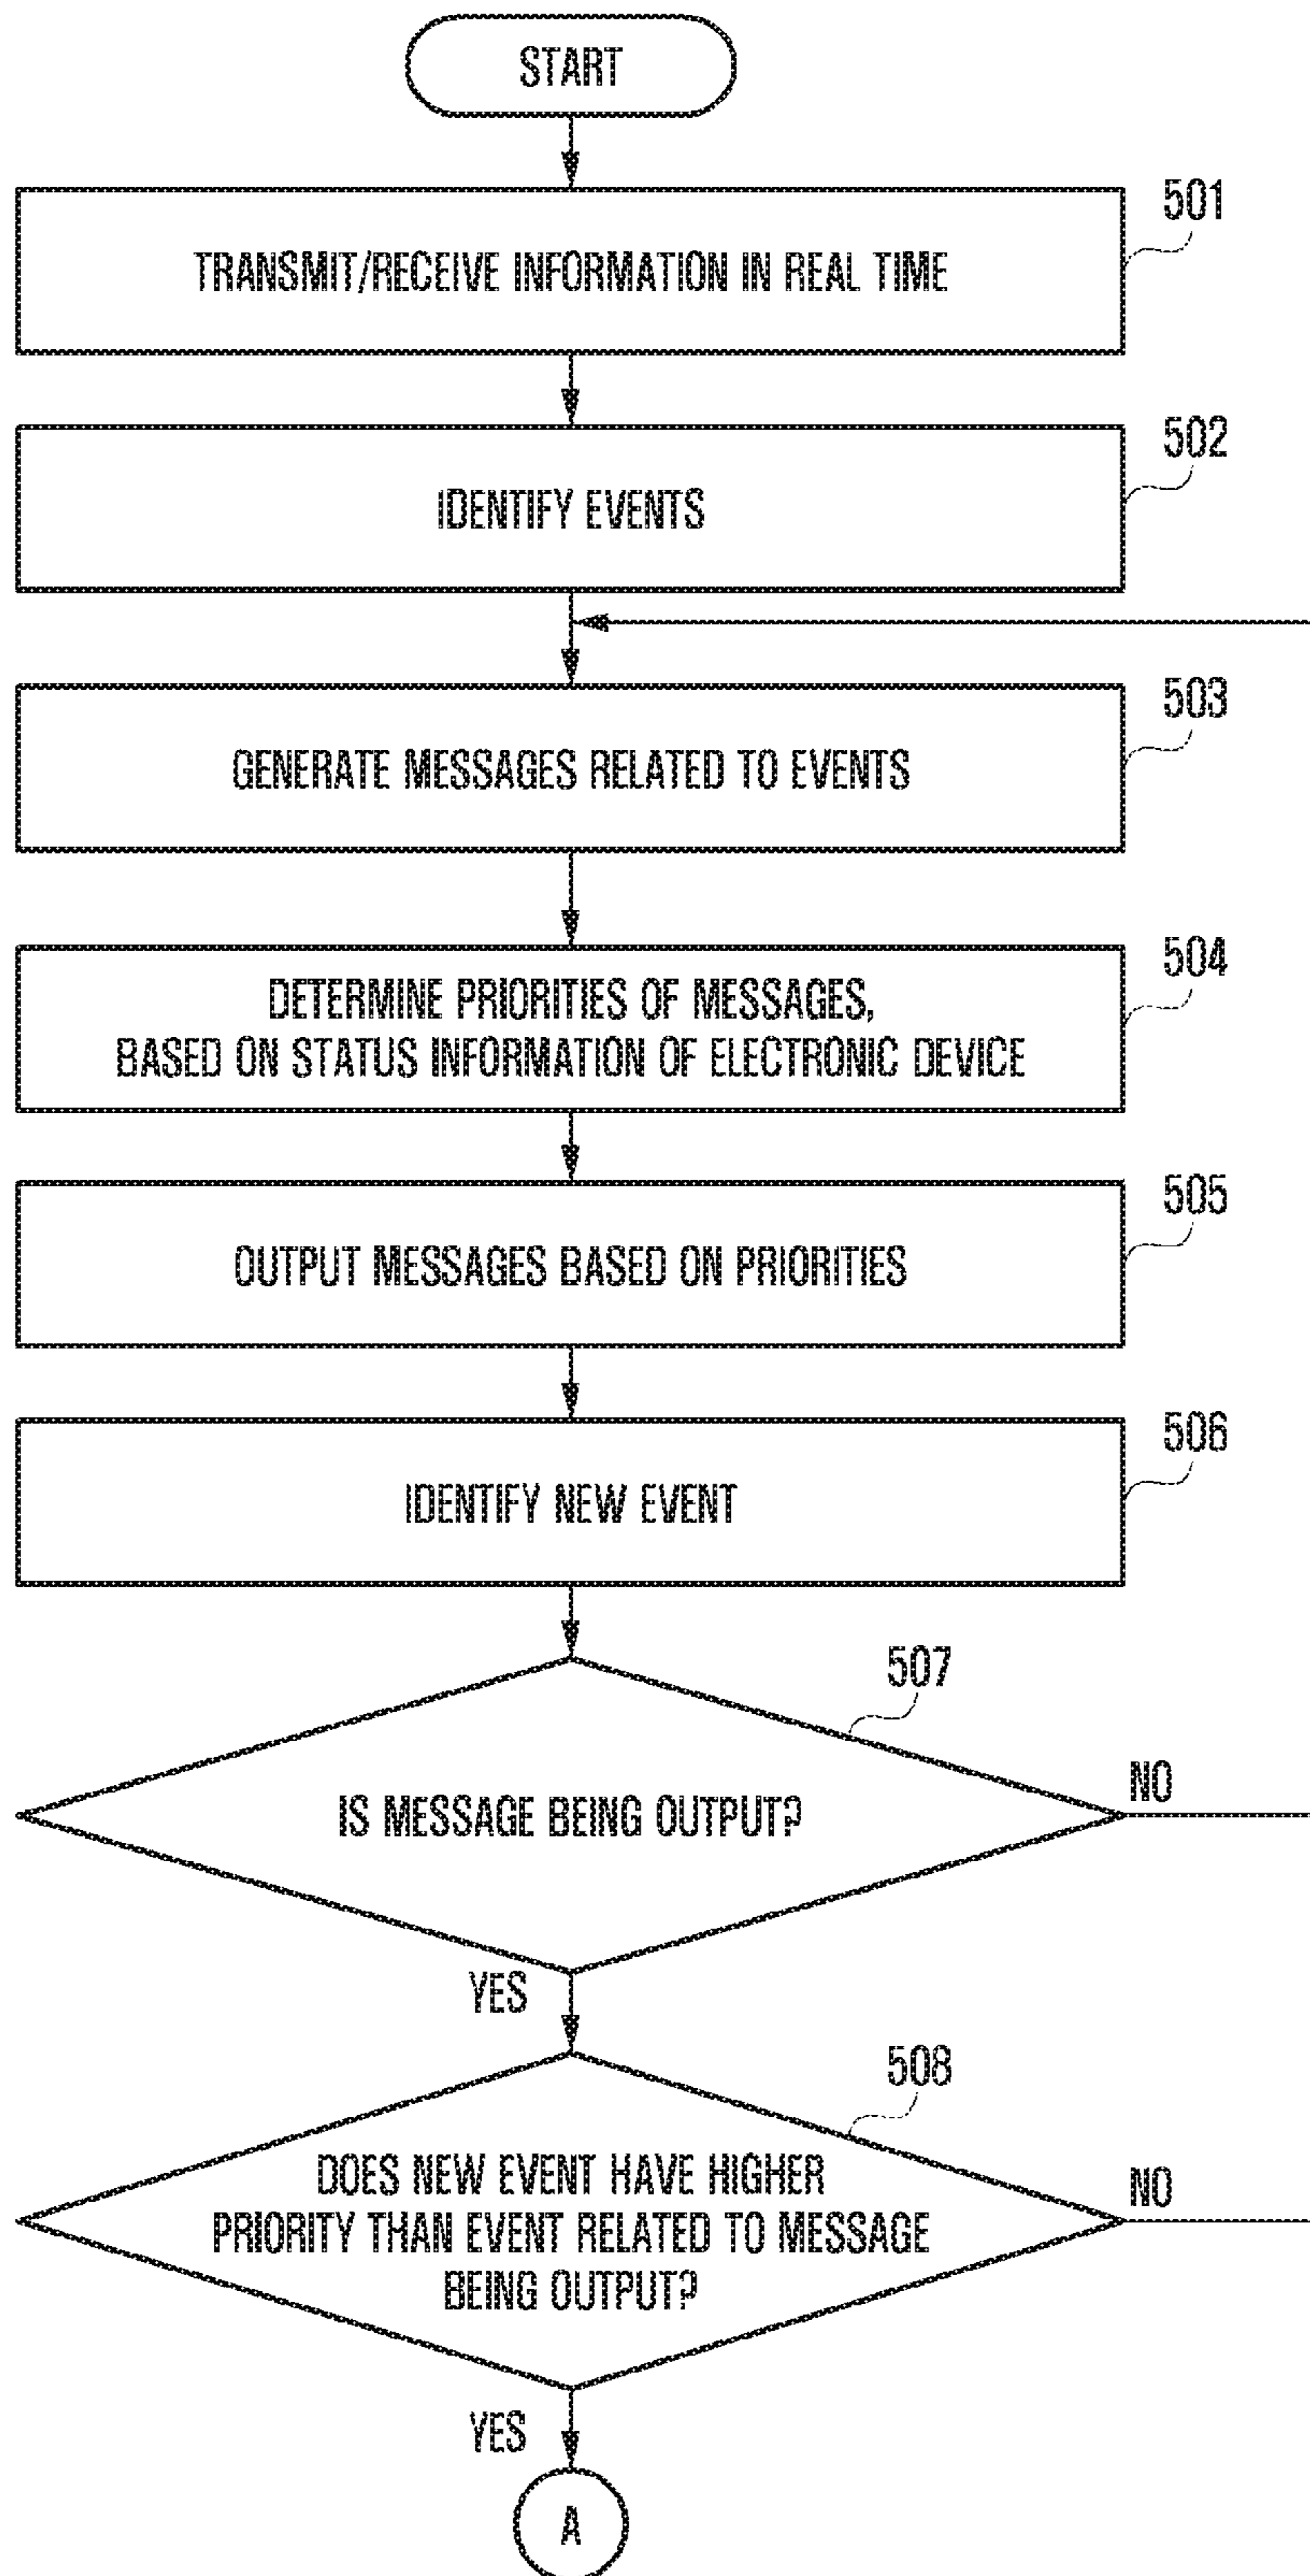 START
501
TRANSMIT/RECEIVE INFORMATION IN REAL TIME
502
IDENTIFY EVENTS
503
GENERATE MESSAGES RELATED TO EVENTS
504
DETERMINE PRIORITIES OF MESSAGES,
BASED ON STATUS INFORMATION OF ELECTRONIC DEVICE
505
OUTPUT MESSAGES BASED ON PRIORITIES
506
IDENTIFY NEW EVENT
507
IS MESSAGE BEING OUTPUT?
NO
YES
508
DOES NEW EVENT HAVE HIGHER
PRIORITY THAN EVENT RELATED TO MESSAGE
BEING OUTPUT?
NO
YES
A